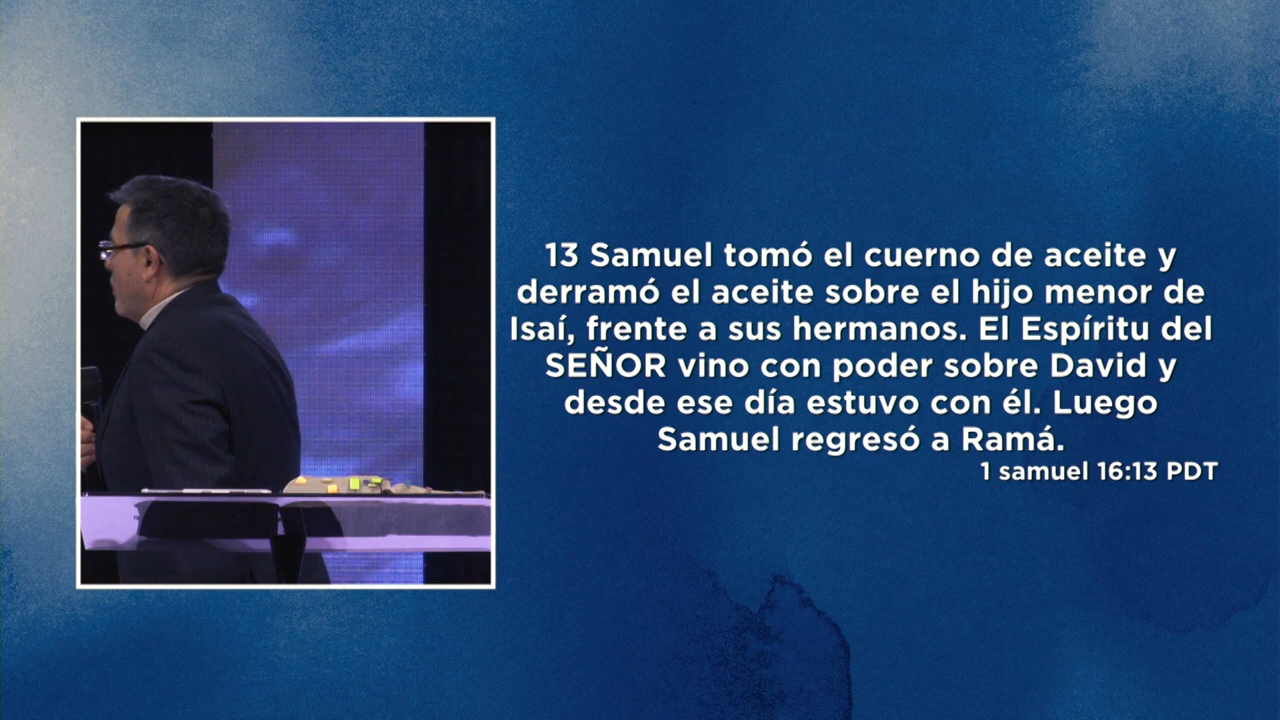 13 Samuel tomó el cuerno de aceite y
derramó el aceite sobre el hijo menor de
Isaí, frente a sus hermanos. El Espíritu del
SEÑOR vino con poder sobre David y
desde ese día estuvo con él. Luego
Samuel regresó a Ramá.
1 samuel 16:13 PDT